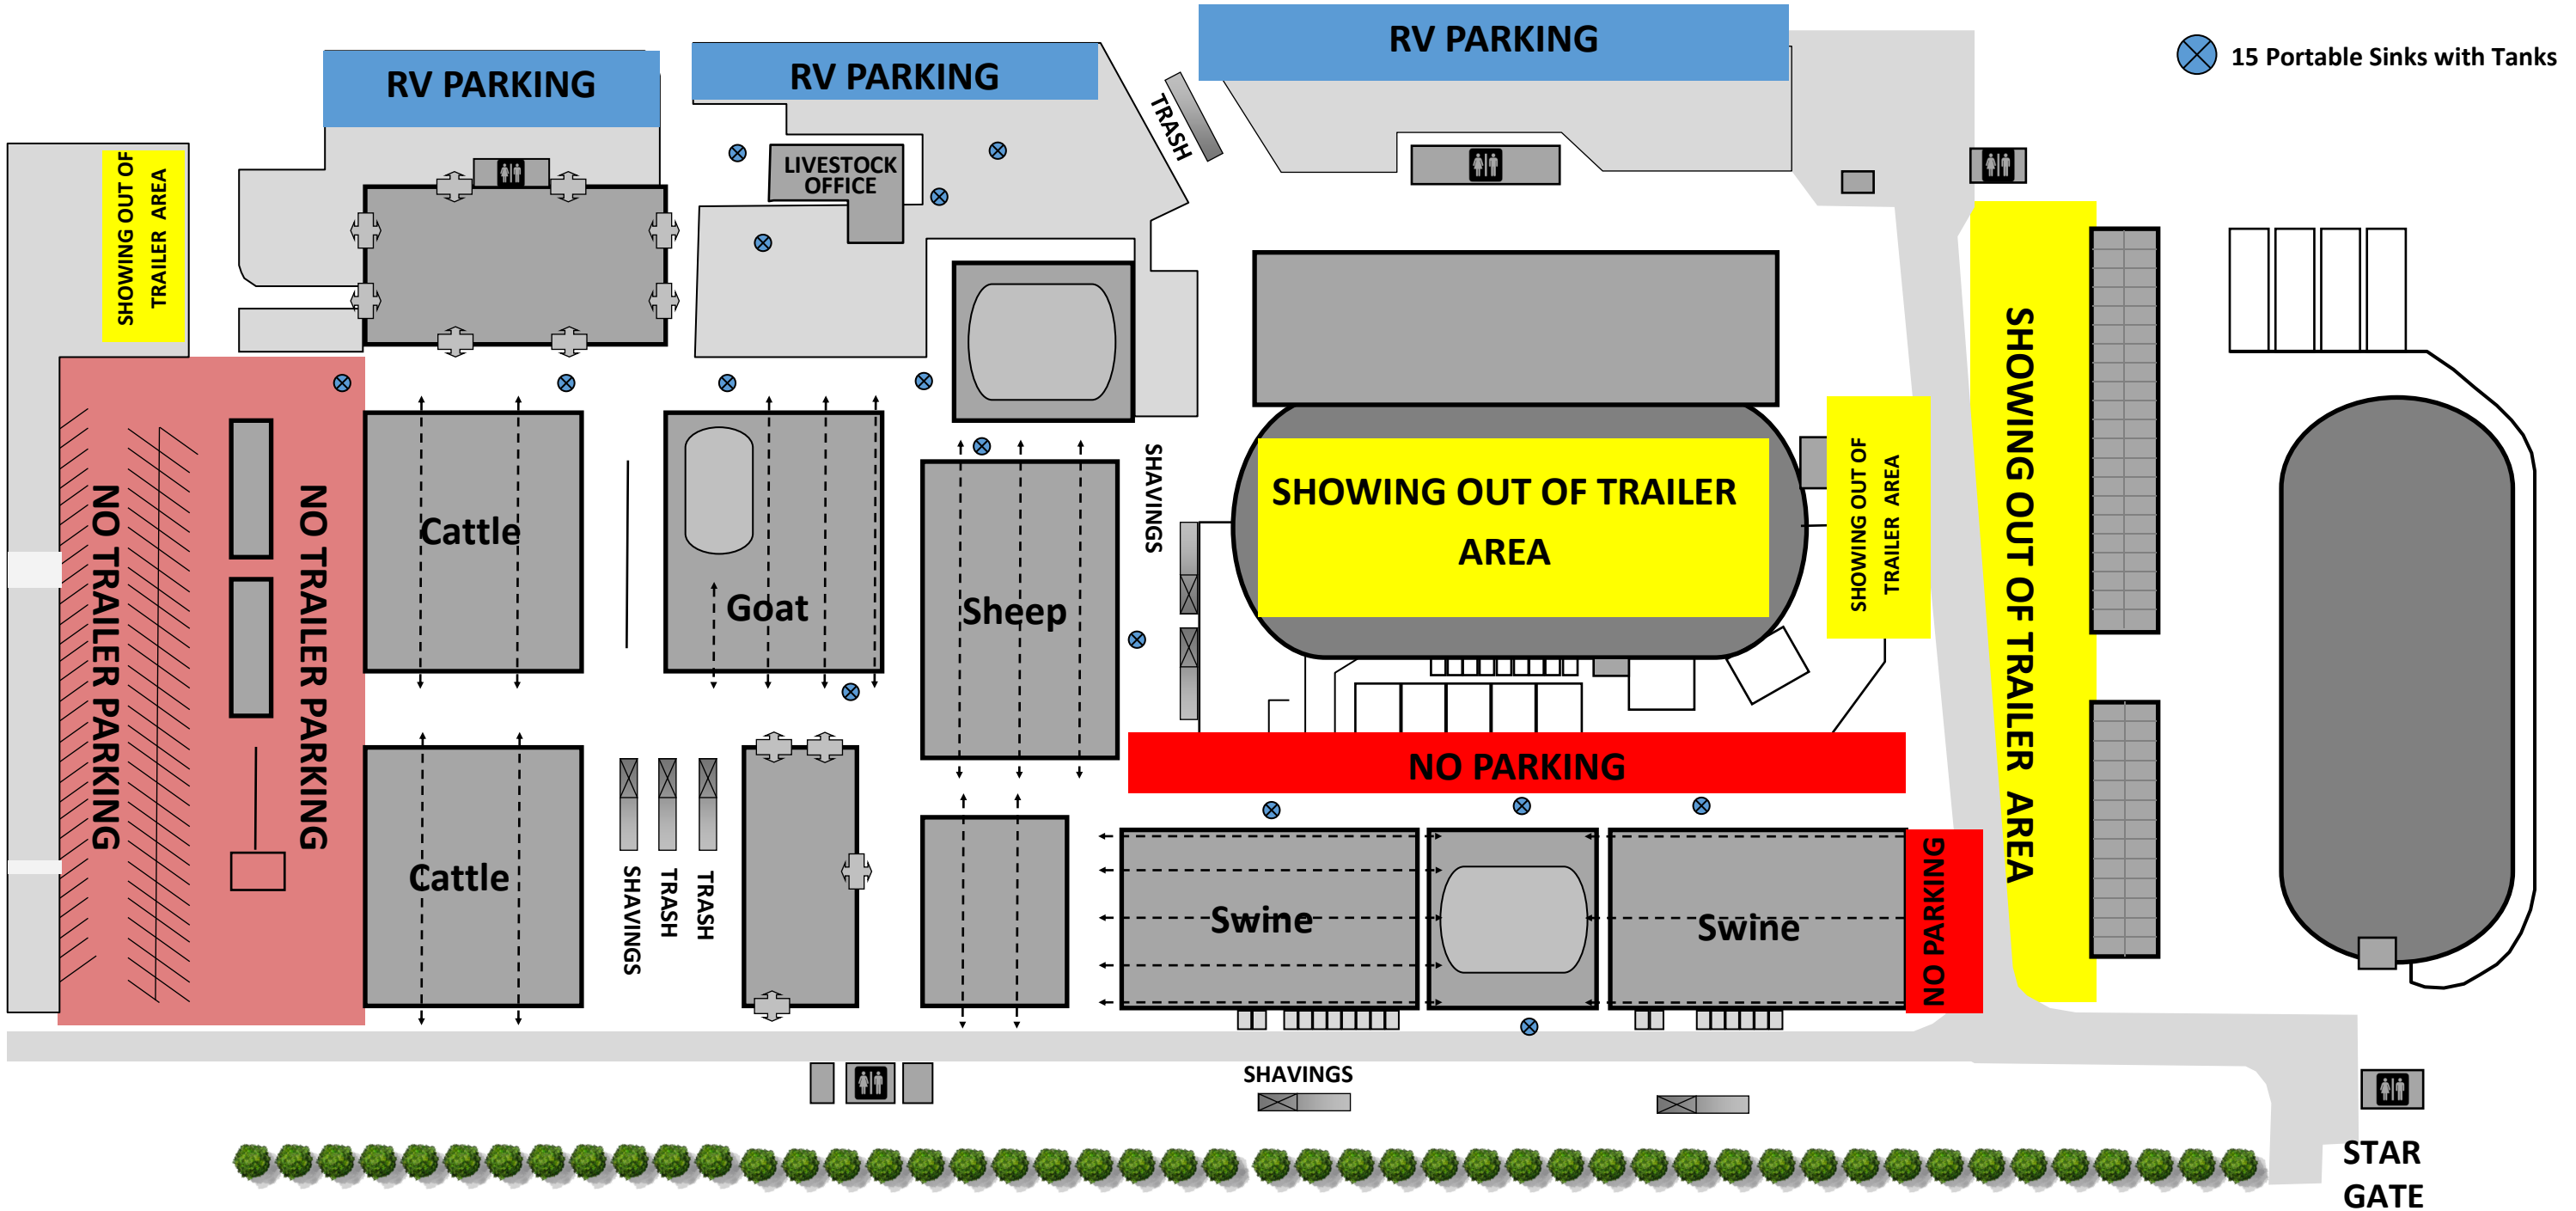 RV PARKING
RV PARKING
RV PARKING
15 Portable Sinks with Tanks
TRASH
SHOWING OUT OF
TRAILER AREA
LIVESTOCK
OFFICE
SHOWING OUT OF TRAILER AREA
NO TRAILER PARKING
NO TRAILER PARKING
Cattle
Goat
Sheep
SHAVINGS
SHOWING OUT OF TRAILER
AREA
SHOWING OUT OF
TRAILER AREA
NO PARKING
Cattle
SHAVINGS
TRASH
TRASH
Swine
Swine
NO PARKING
SHAVINGS
STAR
GATE